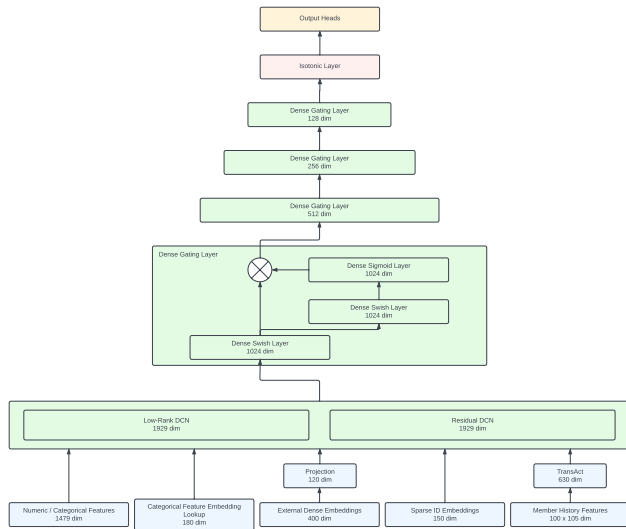 Output Heads
Isotonic Layer
Dense Gating Layer
128 dim
Dense Gating Layer
256 dim
Dense Gating Layer
512 dim
Dense Gating Layer
Dense Sigmoid Layer
1024 dim
Dense Swish Layer
1024 dim
Dense Swish Layer
1024 dim
Low-Rank DCN
1929 dim
Residual DCN
1929 dim
Projection
120 dim
TransAct
630 dim
Numeric / Categorical Features
1479 dim
Categorical Feature Embedding
Lookup
180 dim
External Dense Embeddings
400 dim
Sparse ID Embeddings
150 dim
Member History Features
100 x 105 dim